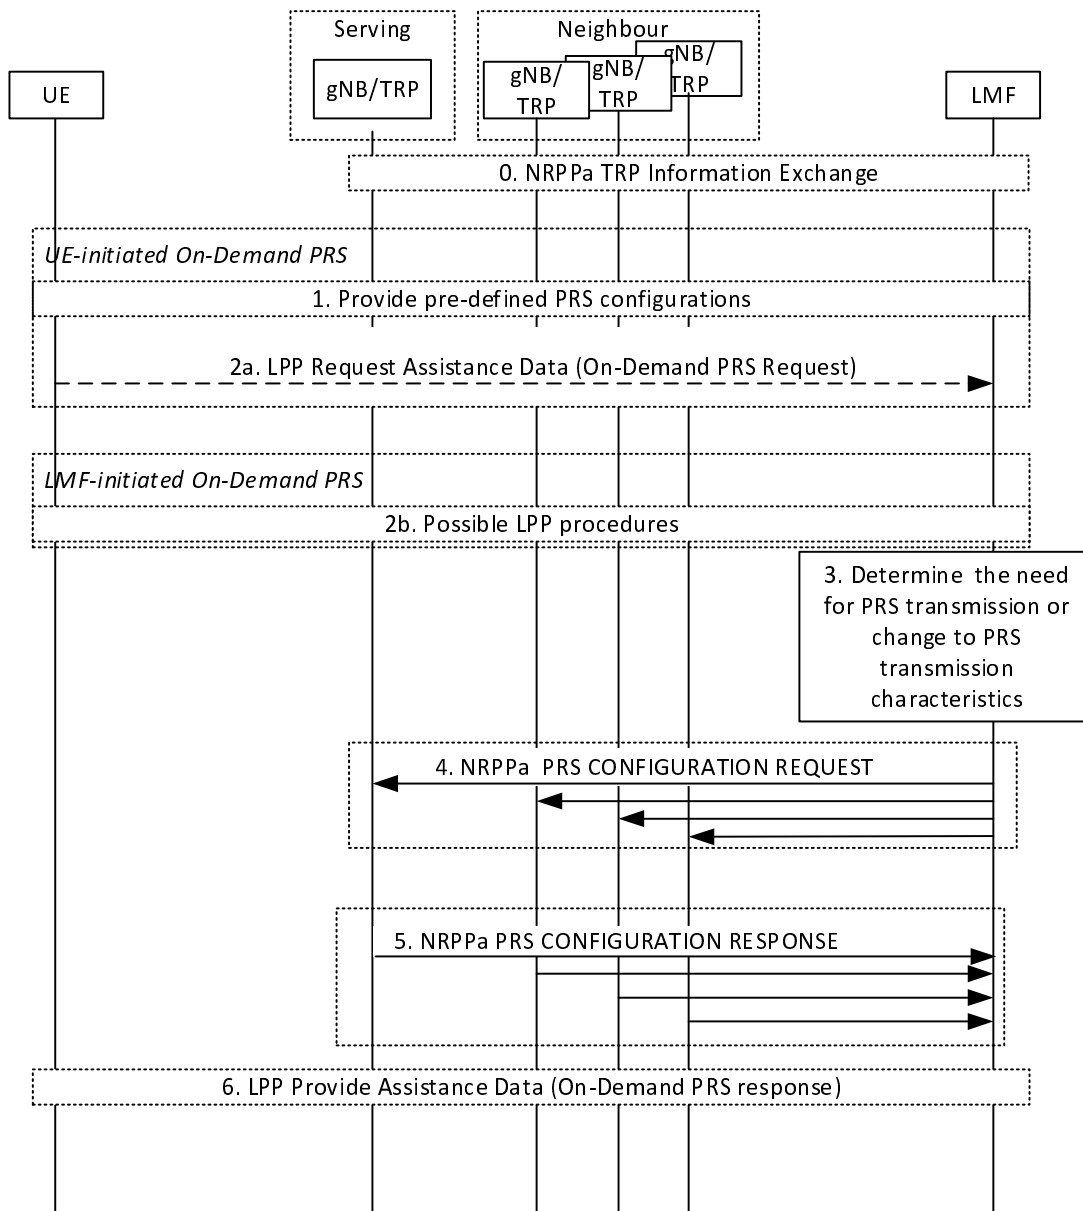 Serving
Neighbour
UE
gNB/TRP
gNB/
TRP
gNB/
TRP
gNB/
TRP
LMF
0. NRPPa TRP Information Exchange
UE-initiated On-Demand PRS
1. Provide pre-defined PRS configurations
2a. LPP Request Assistance Data (On-Demand PRS Request)
LMF-initiated On-Demand PRS
2b. Possible LPP procedures
3. Determine the need
for PRS transmission or
change to PRS
transmission
characteristics
4. NRPPa PRS CONFIGURATION REQUEST
5. NRPPa PRS CONFIGURATION RESPONSE
6. LPP Provide Assistance Data (On-Demand PRS response)